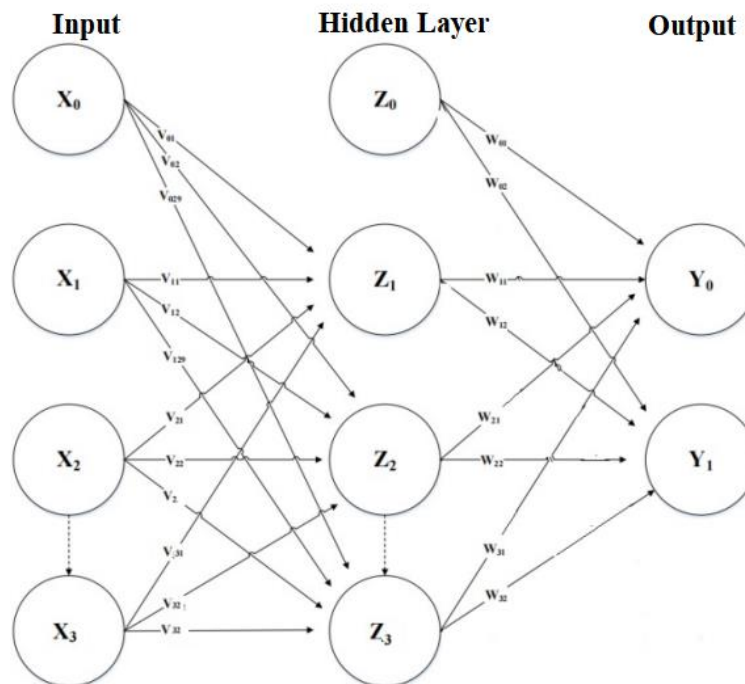 Input Hidden Layer Output
X0 Z0
V01 W01
V02 W02
V029
X1 Z1 Y0
V11 W11
V12 W12
V129
V21 W21
X2 Z2 Y1
V22 W22
V2.
V.31 W31
V32 W32
V32
X3 Z3